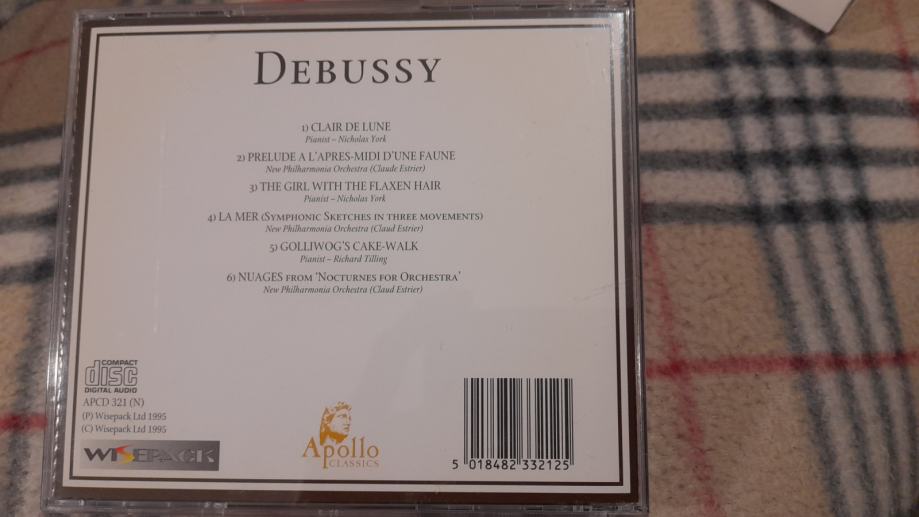 DEBUSSY
1) CLAIR DE LUNE
Pianist – Nicholas York
2) PRELUDE A L'APRES-MIDI D'UNE FAUNE
New Philharmonia Orchestra (Claude Estrier)
3) THE GIRL WITH THE FLAXEN HAIR
Pianist – Nicholas York
4) LA MER (SYMPHONIC SKETCHES IN THREE MOVEMENTS)
New Philharmonia Orchestra (Claud Estrier)
5) GOLLIWOG'S CAKE-WALK
Pianist – Richard Tilling
6) NUAGES FROM 'NOCTURNES FOR ORCHESTRA'
New Philharmonia Orchestra (Claud Estrier)
COMPACT
disc
DIGITAL AUDIO
APCD 321 (N)
(P) Wisepack Ltd 1995
(C) Wisepack Ltd 1995
WISEPACK
Apollo
CLASSICS
5 018482 332125